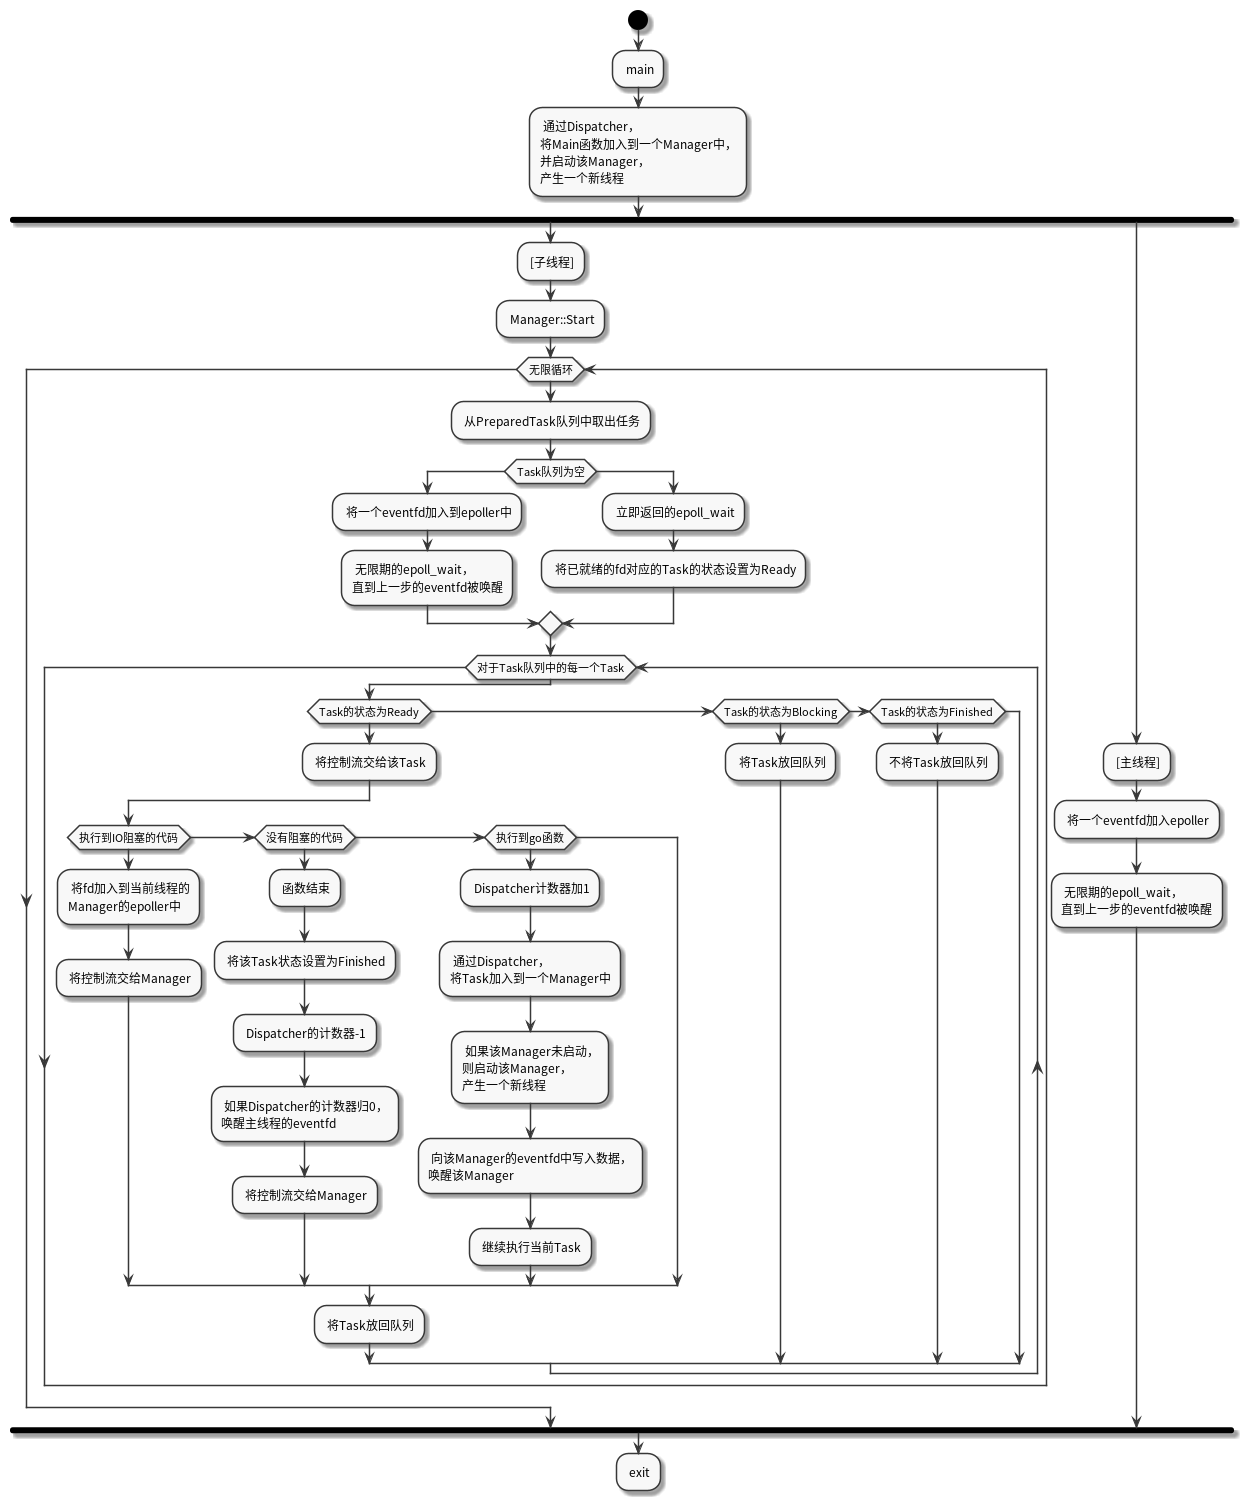 main
通过Dispatcher，
将Main函数加入到一个Manager中，
并启动该Manager，
产生一个新线程
[子线程]
Manager::Start
无限循环
从PreparedTask队列中取出任务
Task队列为空
将一个eventfd加入到epoller中
立即返回的epoll_wait
无限期的epoll_wait，
直到上一步的eventfd被唤醒
将已就绪的fd对应的Task的状态设置为Ready
对于Task队列中的每一个Task
Task的状态为Ready
Task的状态为Blocking
Task的状态为Finished
将控制流交给该Task
将Task放回队列
不将Task放回队列
执行到IO阻塞的代码
没有阻塞的代码
执行到go函数
将fd加入到当前线程的
Manager的epoller中
将控制流交给Manager
函数结束
将该Task状态设置为Finished
Dispatcher的计数器-1
如果Dispatcher的计数器归0，
唤醒主线程的eventfd
将控制流交给Manager
Dispatcher计数器加1
通过Dispatcher，
将Task加入到一个Manager中
如果该Manager未启动，
则启动该Manager，
产生一个新线程
向该Manager的eventfd中写入数据，
唤醒该Manager
继续执行当前Task
将Task放回队列
[主线程]
将一个eventfd加入epoller
无限期的epoll_wait，
直到上一步的eventfd被唤醒
exit